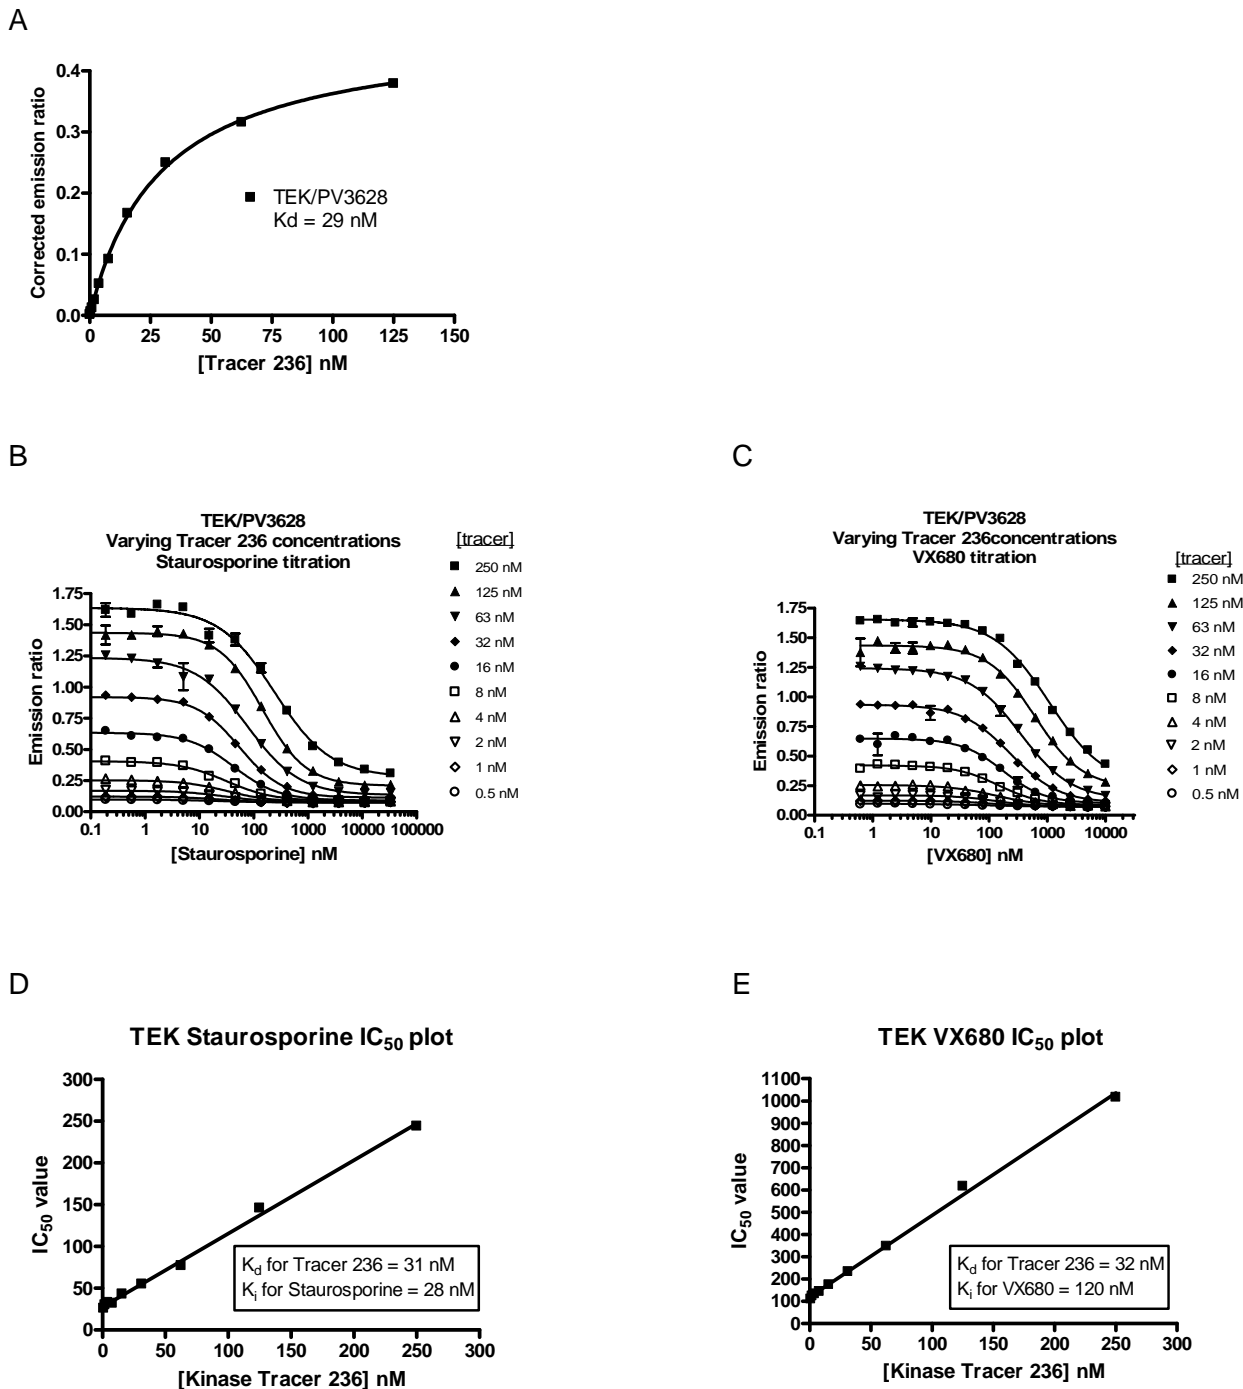 A
0.4
0.3
0.2
0.1
0.0
Corrected emission ratio
TEK/PV3628
Kd = 29 nM
0 25 50 75 100 125 150
[Tracer 236] nM
B
TEK/PV3628
Varying Tracer 236 concentrations
Staurosporine titration
1.75
1.50
1.25
1.00
0.75
0.50
0.25
0.00
Emission ratio
0.1 1 10 100 1000 10000 100000
[Staurosporine] nM
[tracer]
250 nM
125 nM
63 nM
32 nM
16 nM
8 nM
4 nM
2 nM
1 nM
0.5 nM
C
TEK/PV3628
Varying Tracer 236concentrations
VX680 titration
1.75
1.50
1.25
1.00
0.75
0.50
0.25
0.00
Emission ratio
0.1 1 10 100 1000 10000
[VX680] nM
[tracer]
250 nM
125 nM
63 nM
32 nM
16 nM
8 nM
4 nM
2 nM
1 nM
0.5 nM
D
TEK Staurosporine IC50 plot
300
250
200
150
100
50
0
IC50 value
Kd for Tracer 236 = 31 nM
Ki for Staurosporine = 28 nM
0 50 100 150 200 250 300
[Kinase Tracer 236] nM
E
TEK VX680 IC50 plot
1100
1000
900
800
700
600
500
400
300
200
100
0
IC50 value
Kd for Tracer 236 = 32 nM
Ki for VX680 = 120 nM
0 50 100 150 200 250 300
[Kinase Tracer 236] nM